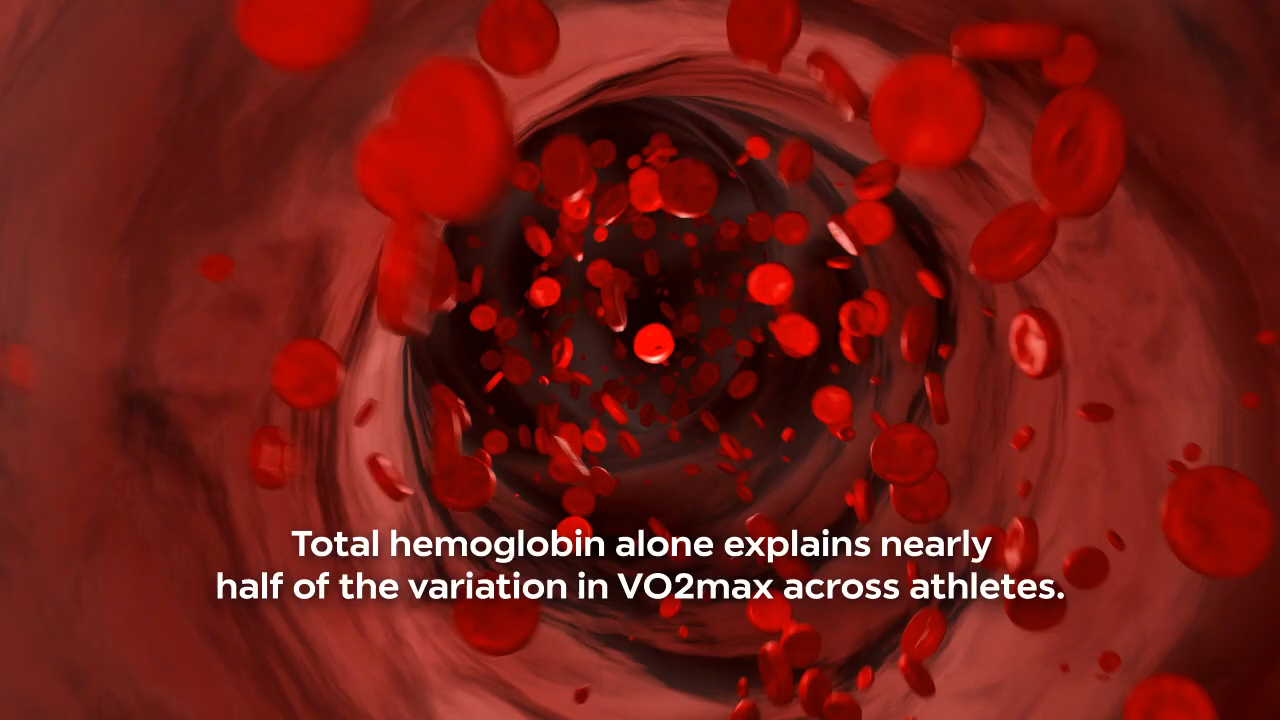 Total hemoglobin alone explains nearly
half of the variation in VO2max across athletes.